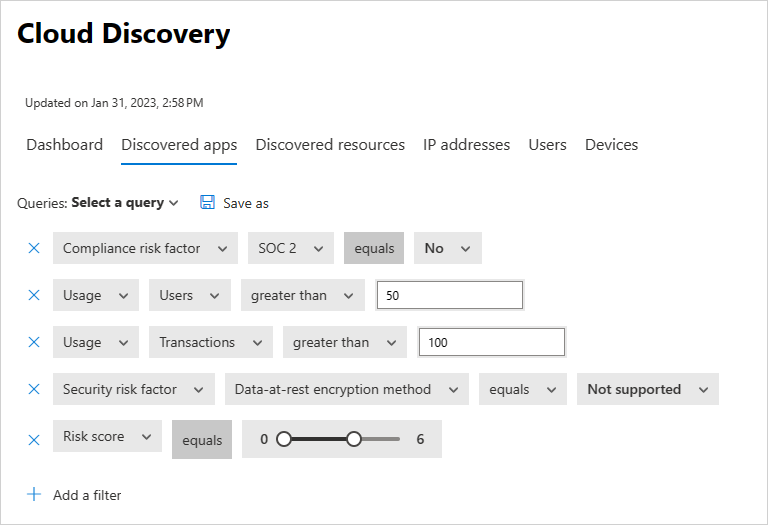 Cloud Discovery
Updated on Jan 31, 2023, 2:58 PM
Dashboard Discovered apps Discovered resources IP addresses Users Devices
Queries: Select a query Save as
Compliance risk factor SOC 2 equals No
Usage Users greater than 50
Usage Transactions greater than 100
Security risk factor Data-at-rest encryption method equals Not supported
Risk score equals 0 6
Add a filter